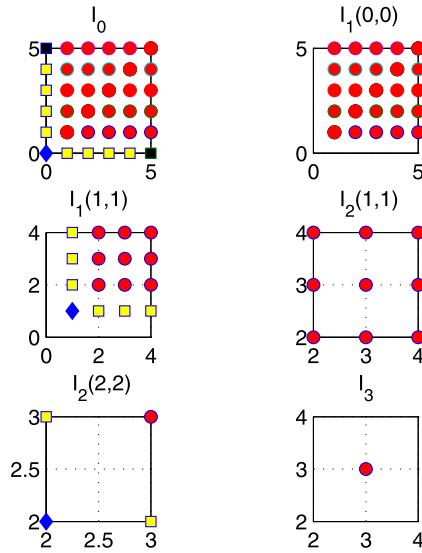 I0 I1(0,0)
5 5
0 0
0 5 0 5
I1(1,1) I2(1,1)
4 4
2 3
0 2
0 2 4 2 3 4
I2(2,2) I3
3 4
2.5 3
2 2
2 2.5 3 2 3 4